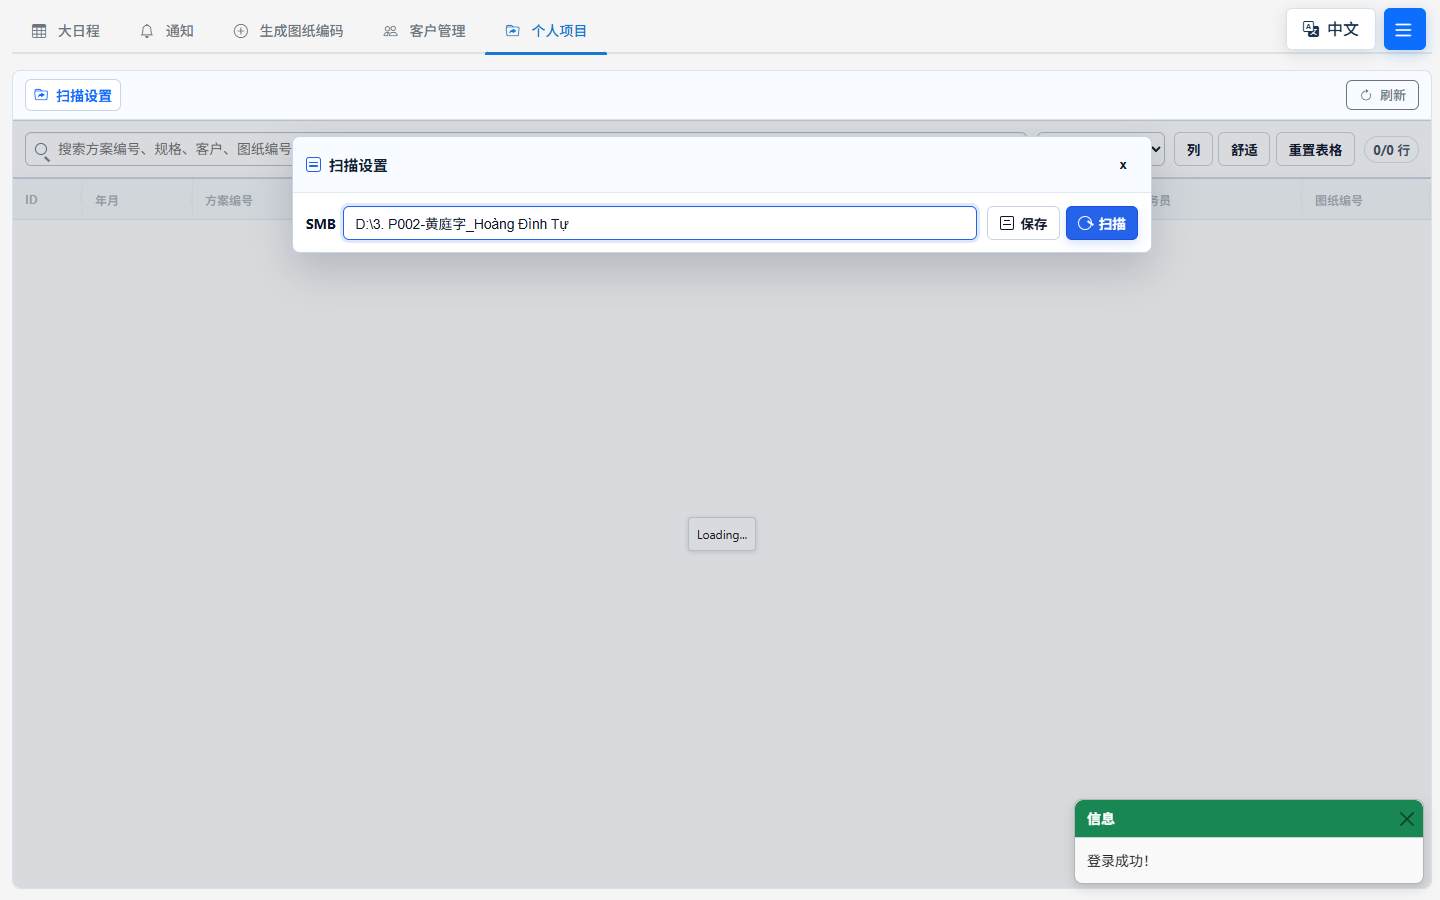 大日程
通知
生成图纸编码
客户管理
个人项目
中文
扫描设置
刷新
搜索方案编号、规格、客户、图纸编号
列
舒适
重置表格
0/0 行
扫描设置
x
ID
年月
方案编号
务员
图纸编号
SMB
D:\3. P002-黄庭字_Hoàng Đình Tự
保存
扫描
Loading...
信息
登录成功!